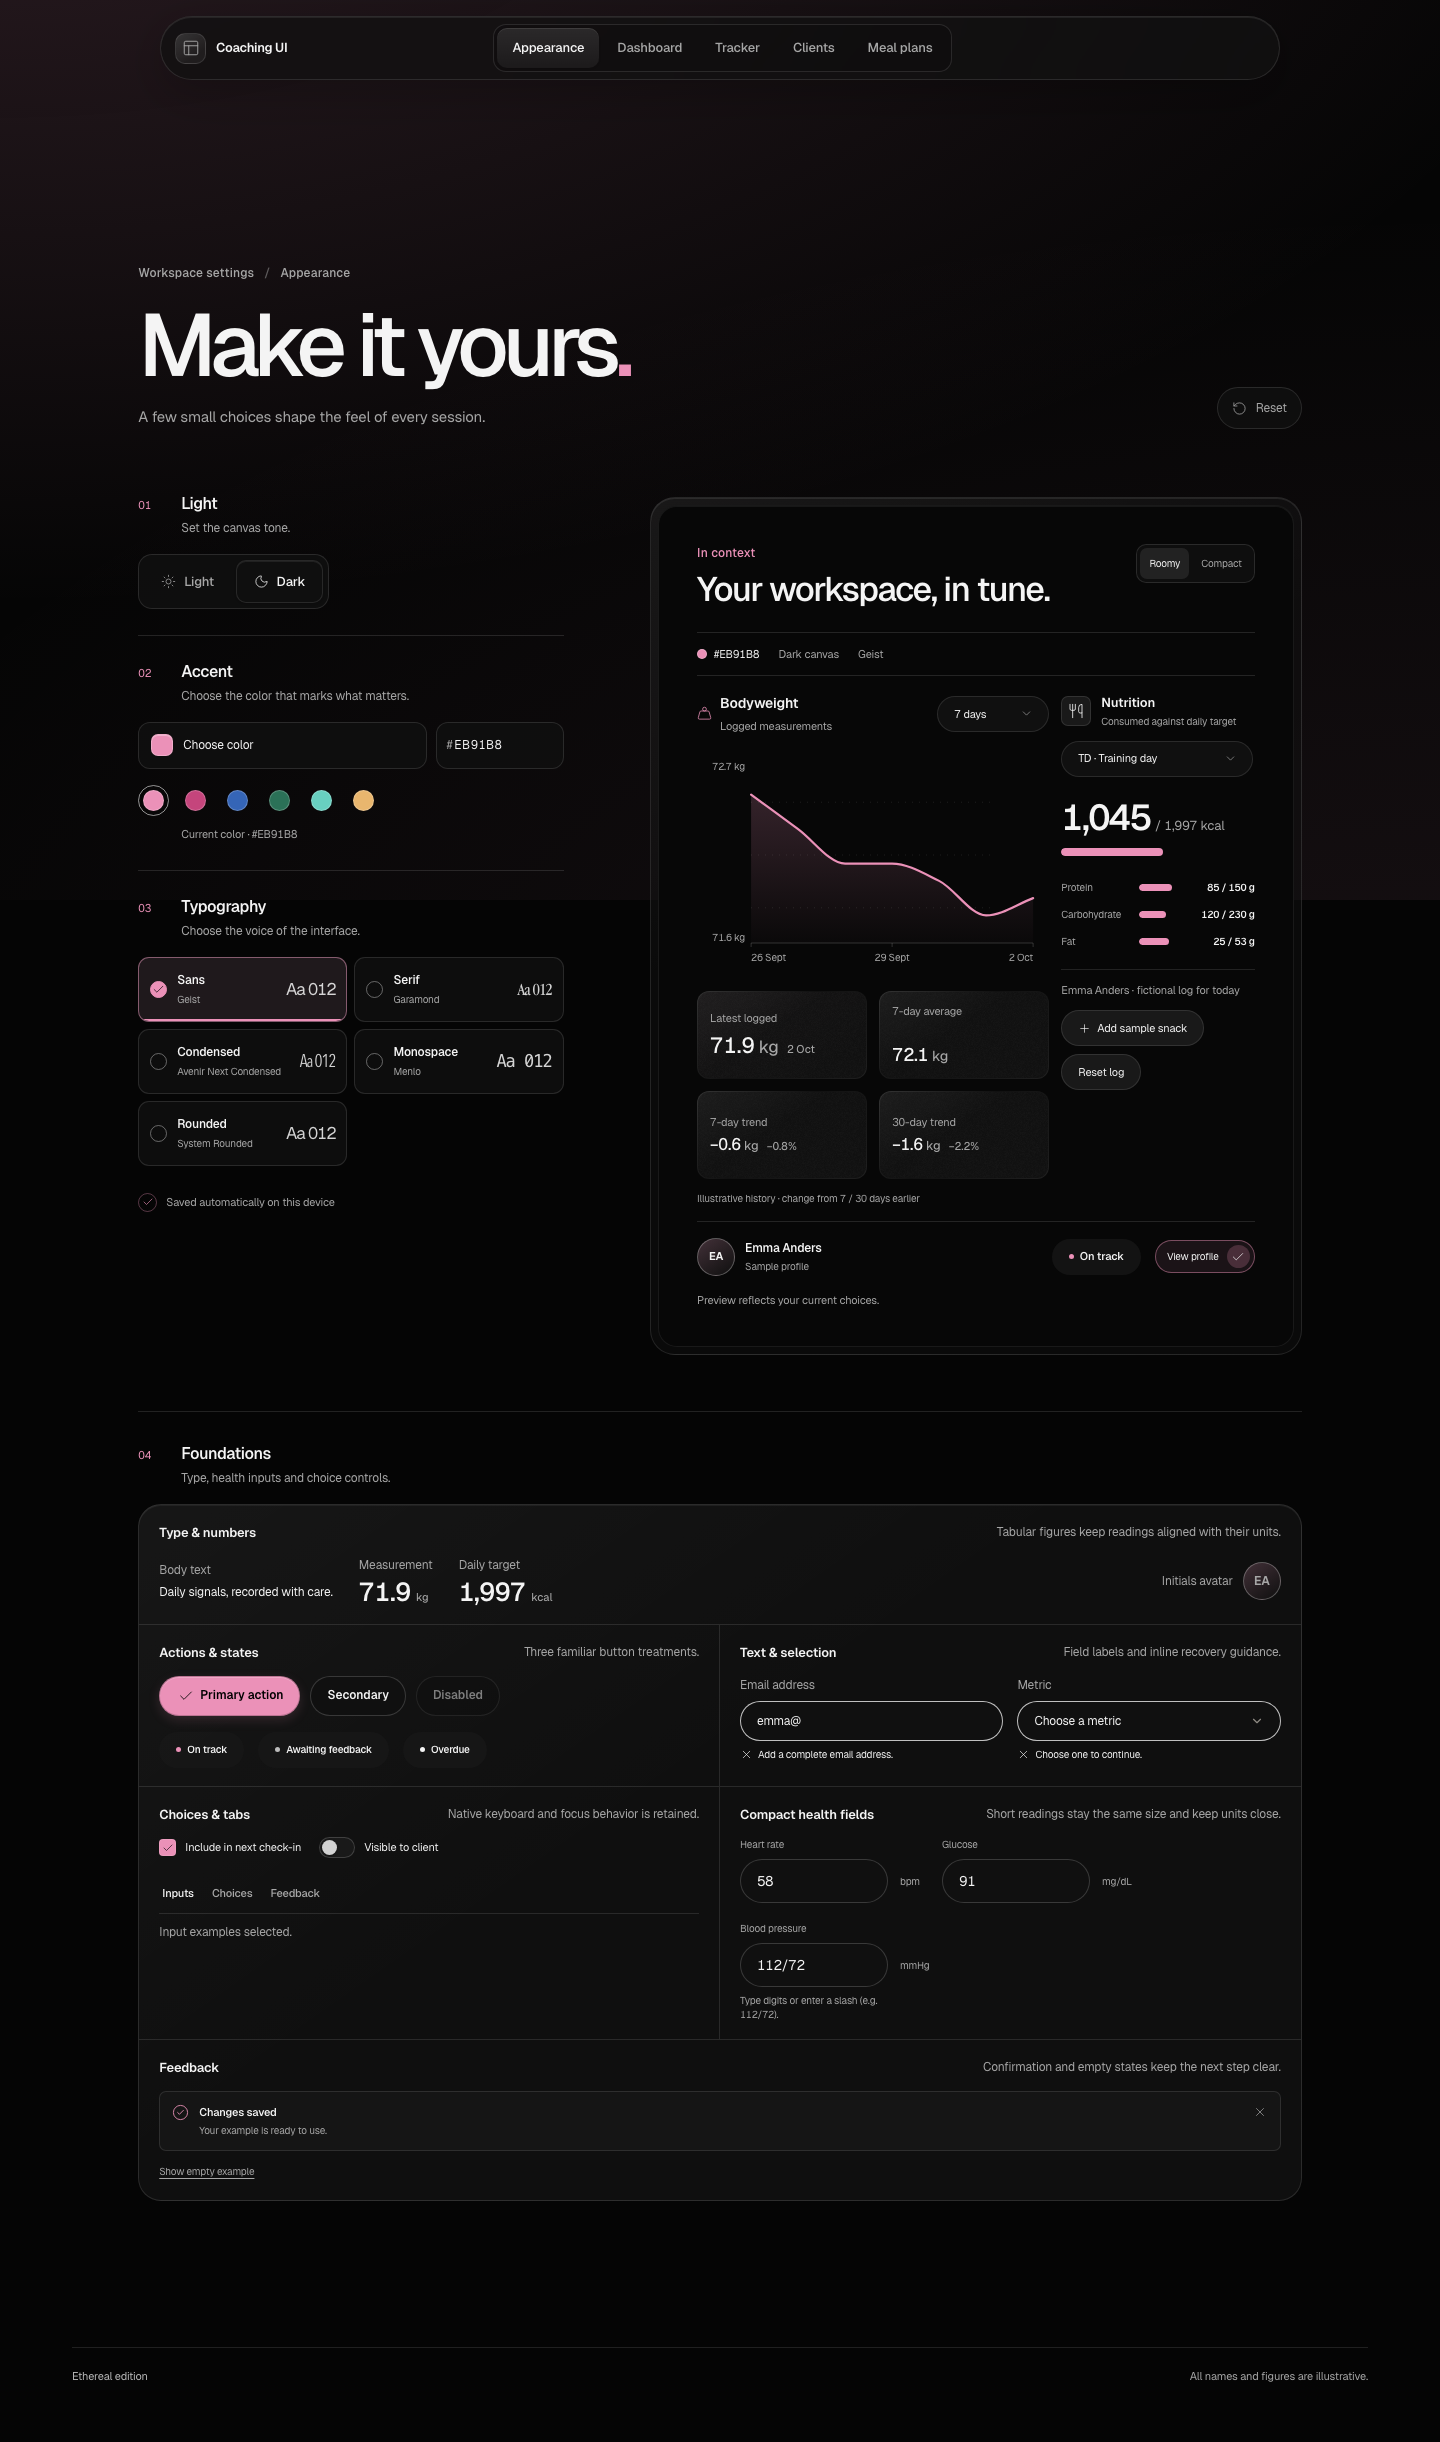 Coaching UI
Appearance
Dashboard
Tracker
Clients
Meal plans
Workspace settings / Appearance
Make it yours.
A few small choices shape the feel of every session.
Reset
01
Light
Set the canvas tone.
Light
Dark
02
Accent
Choose the color that marks what matters.
Choose color
#EB91B8
Current color · #EB91B8
03
Typography
Choose the voice of the interface.
Sans
Geist
Aa 012
Serif
Garamond
Aa 012
Condensed
Avenir Next Condensed
Aa 012
Monospace
Menlo
Aa 012
Rounded
System Rounded
Aa 012
Saved automatically on this device
In context
Your workspace, in tune.
Roomy
Compact
#EB91B8
Dark canvas
Geist
Bodyweight
Logged measurements
7 days
72.7 kg
71.6 kg
26 Sept
29 Sept
2 Oct
Latest logged
71.9 kg 2 Oct
7-day average
72.1 kg
7-day trend
−0.6 kg −0.8%
30-day trend
−1.6 kg −2.2%
Illustrative history · change from 7 / 30 days earlier
Nutrition
Consumed against daily target
TD · Training day
1,045 / 1,997 kcal
Protein
85 / 150 g
Carbohydrate
120 / 230 g
Fat
25 / 53 g
Emma Anders · fictional log for today
Add sample snack
Reset log
EA
Emma Anders
Sample profile
On track
View profile
Preview reflects your current choices.
04
Foundations
Type, health inputs and choice controls.
Type & numbers
Tabular figures keep readings aligned with their units.
Body text
Daily signals, recorded with care.
Measurement
71.9 kg
Daily target
1,997 kcal
Initials avatar
EA
Actions & states
Three familiar button treatments.
Primary action
Secondary
Disabled
On track
Awaiting feedback
Overdue
Text & selection
Field labels and inline recovery guidance.
Email address
emma@
Add a complete email address.
Metric
Choose a metric
Choose one to continue.
Choices & tabs
Native keyboard and focus behavior is retained.
Include in next check-in
Visible to client
Inputs
Choices
Feedback
Input examples selected.
Compact health fields
Short readings stay the same size and keep units close.
Heart rate
58
bpm
Glucose
91
mg/dL
Blood pressure
112/72
mmHg
Type digits or enter a slash (e.g.
112/72).
Feedback
Confirmation and empty states keep the next step clear.
Changes saved
Your example is ready to use.
Show empty example
Ethereal edition
All names and figures are illustrative.